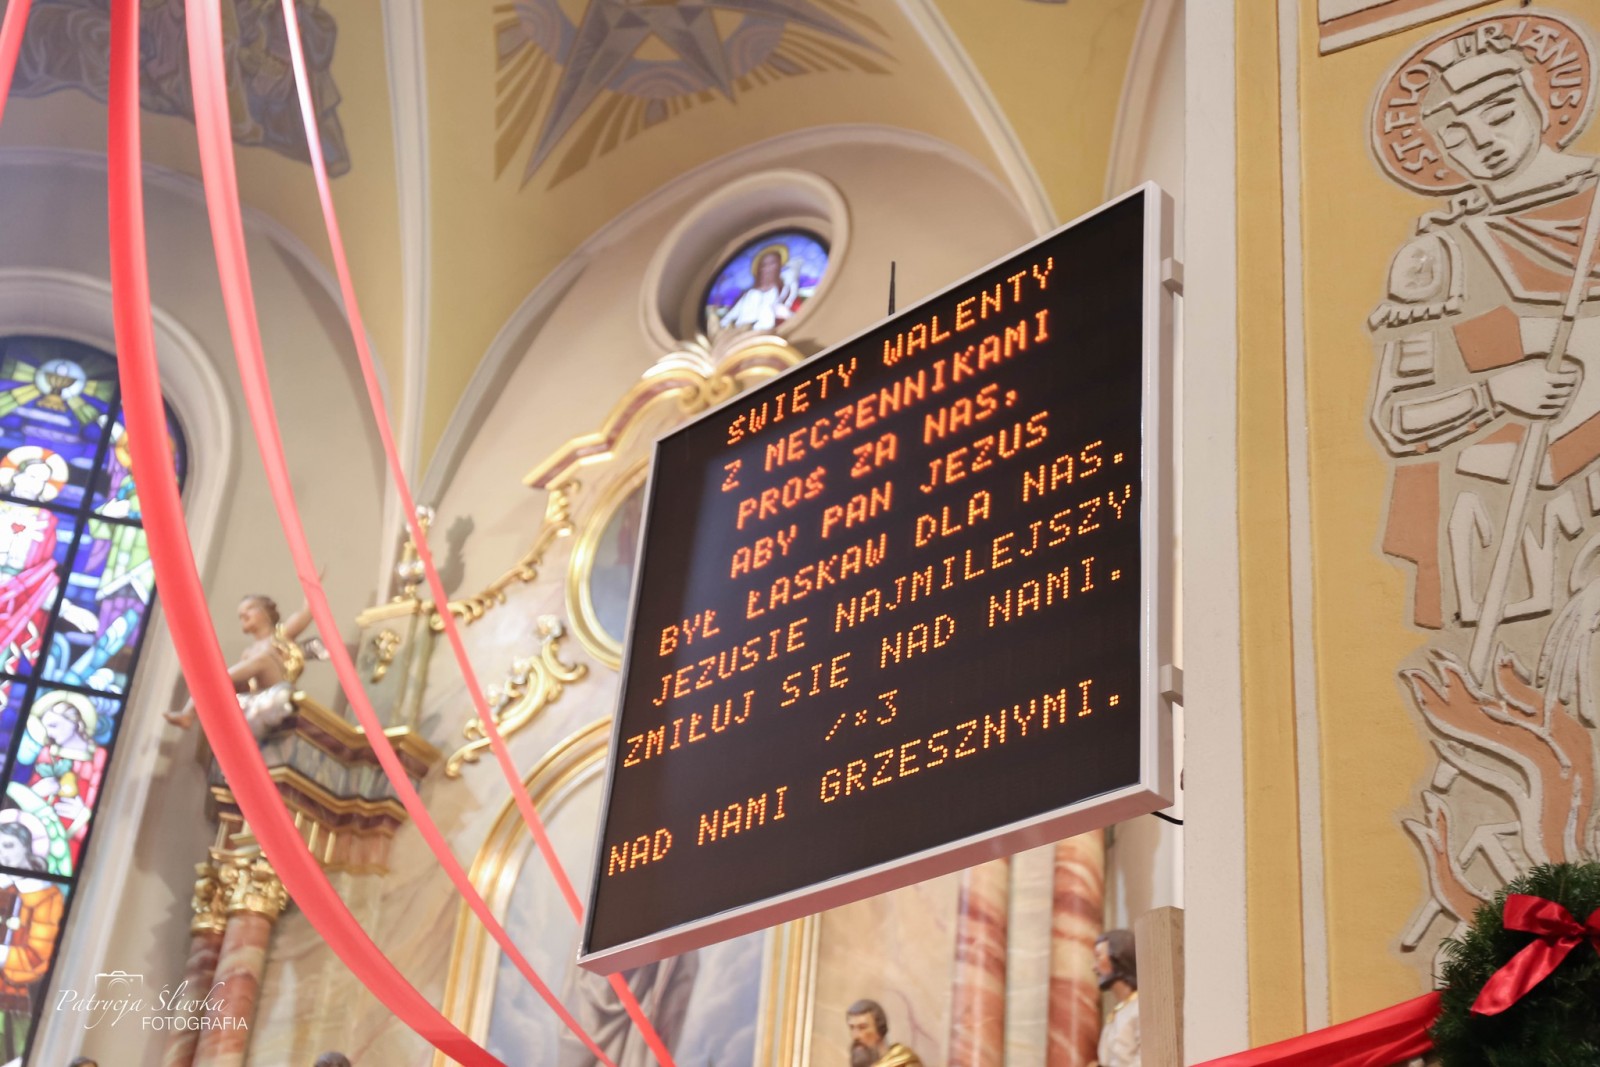 ŚWIĘTY WALENTY
Z MĘCZENNIKAMI
PROŚ ZA NAS,
ABY PAN JEZUS
BYŁ ŁASKAW DLA NAS.
JEZUSIE NAJMILEJSZY
ZMIŁUJ SIĘ NAD NAMI.
/×3
NAD NAMI GRZESZNYMI.
ST·FLORIANUS·
Patrycja Śliwka
FOTOGRAFIA